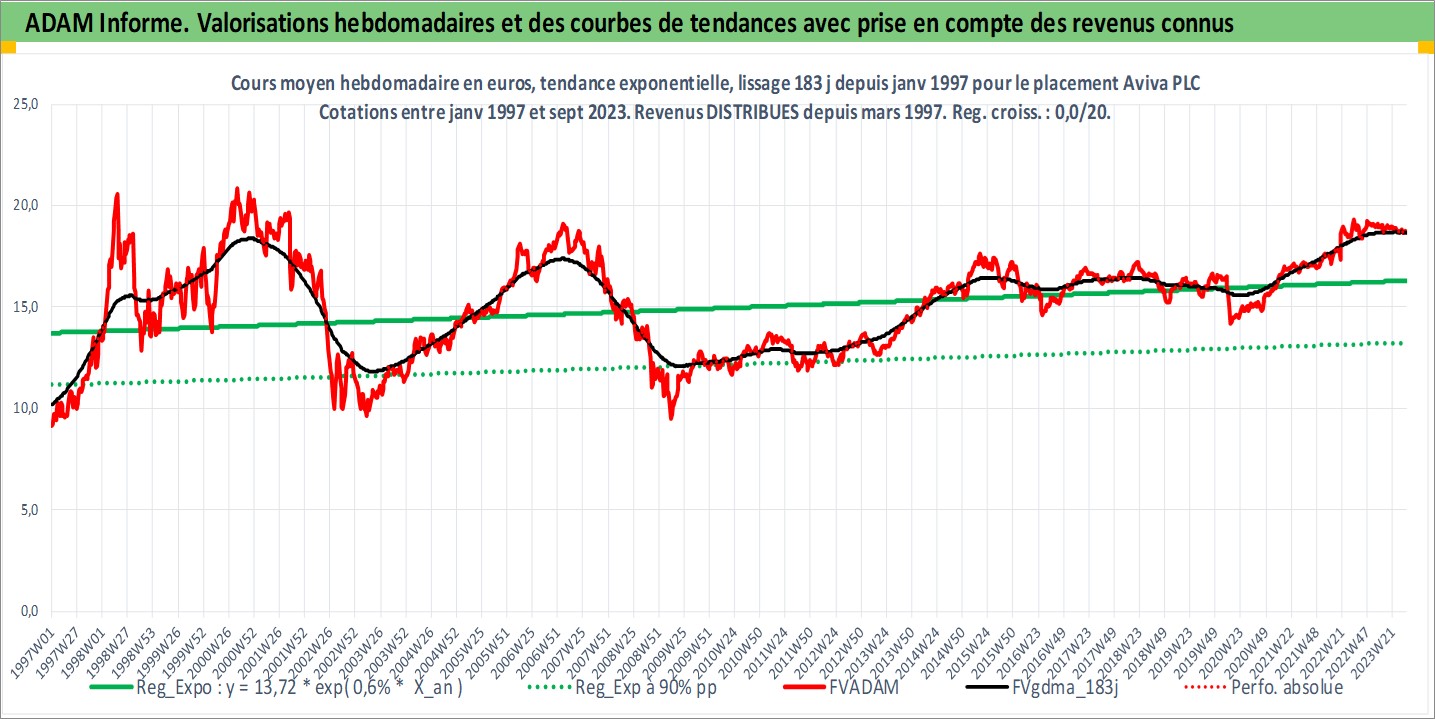 ADAM Informe. Valorisations hebdomadaires et des courbes de tendances avec prise en compte des revenus connus
Cours moyen hebdomadaire en euros, tendance exponentielle, lissage 183 j depuis janv 1997 pour le placement Aviva PLC
Cotations entre janv 1997 et sept 2023. Revenus DISTRIBUES depuis mars 1997. Reg. croiss. : 0,0/20.
25,0
20,0
15,0
10,0
5,0
0,0
1997W01 1997W27 1998W01 1998W27 1998W53 1999W26 1999W52 2000W26 2000W52 2001W26 2001W52 2002W26 2002W52 2003W26 2003W52 2004W26 2004W52 2005W25 2005W51 2006W25 2006W51 2007W25 2007W51 2008W25 2008W51 2009W25 2009W51 2010W24 2010W50 2011W24 2011W50 2012W24 2012W50 2013W24 2013W50 2014W24 2014W50 2015W24 2015W50 2016W23 2016W49 2017W23 2017W49 2018W23 2018W49 2019W23 2019W49 2020W23 2020W49 2021W22 2021W48 2022W21 2022W47 2023W21
Reg_Expo : y = 13,72 * exp( 0,6% * X_an ) Reg_Exp à 90% pp FVADAM FVgdma_183j Perfo. absolue